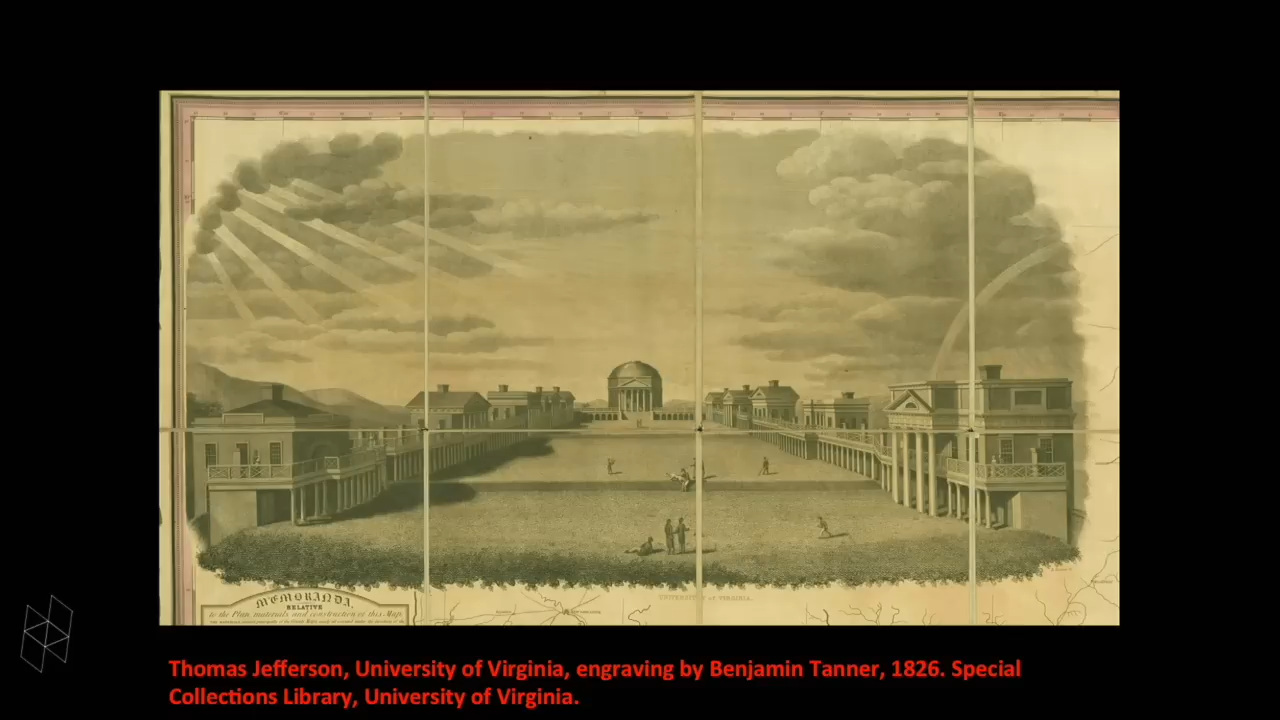 MEMORANDA,
RELATIVE
to the Plan, materials and construction of this Map
UNIVERSITY of VIRGINIA.
Thomas Jefferson, University of Virginia, engraving by Benjamin Tanner, 1826. Special
Collections Library, University of Virginia.